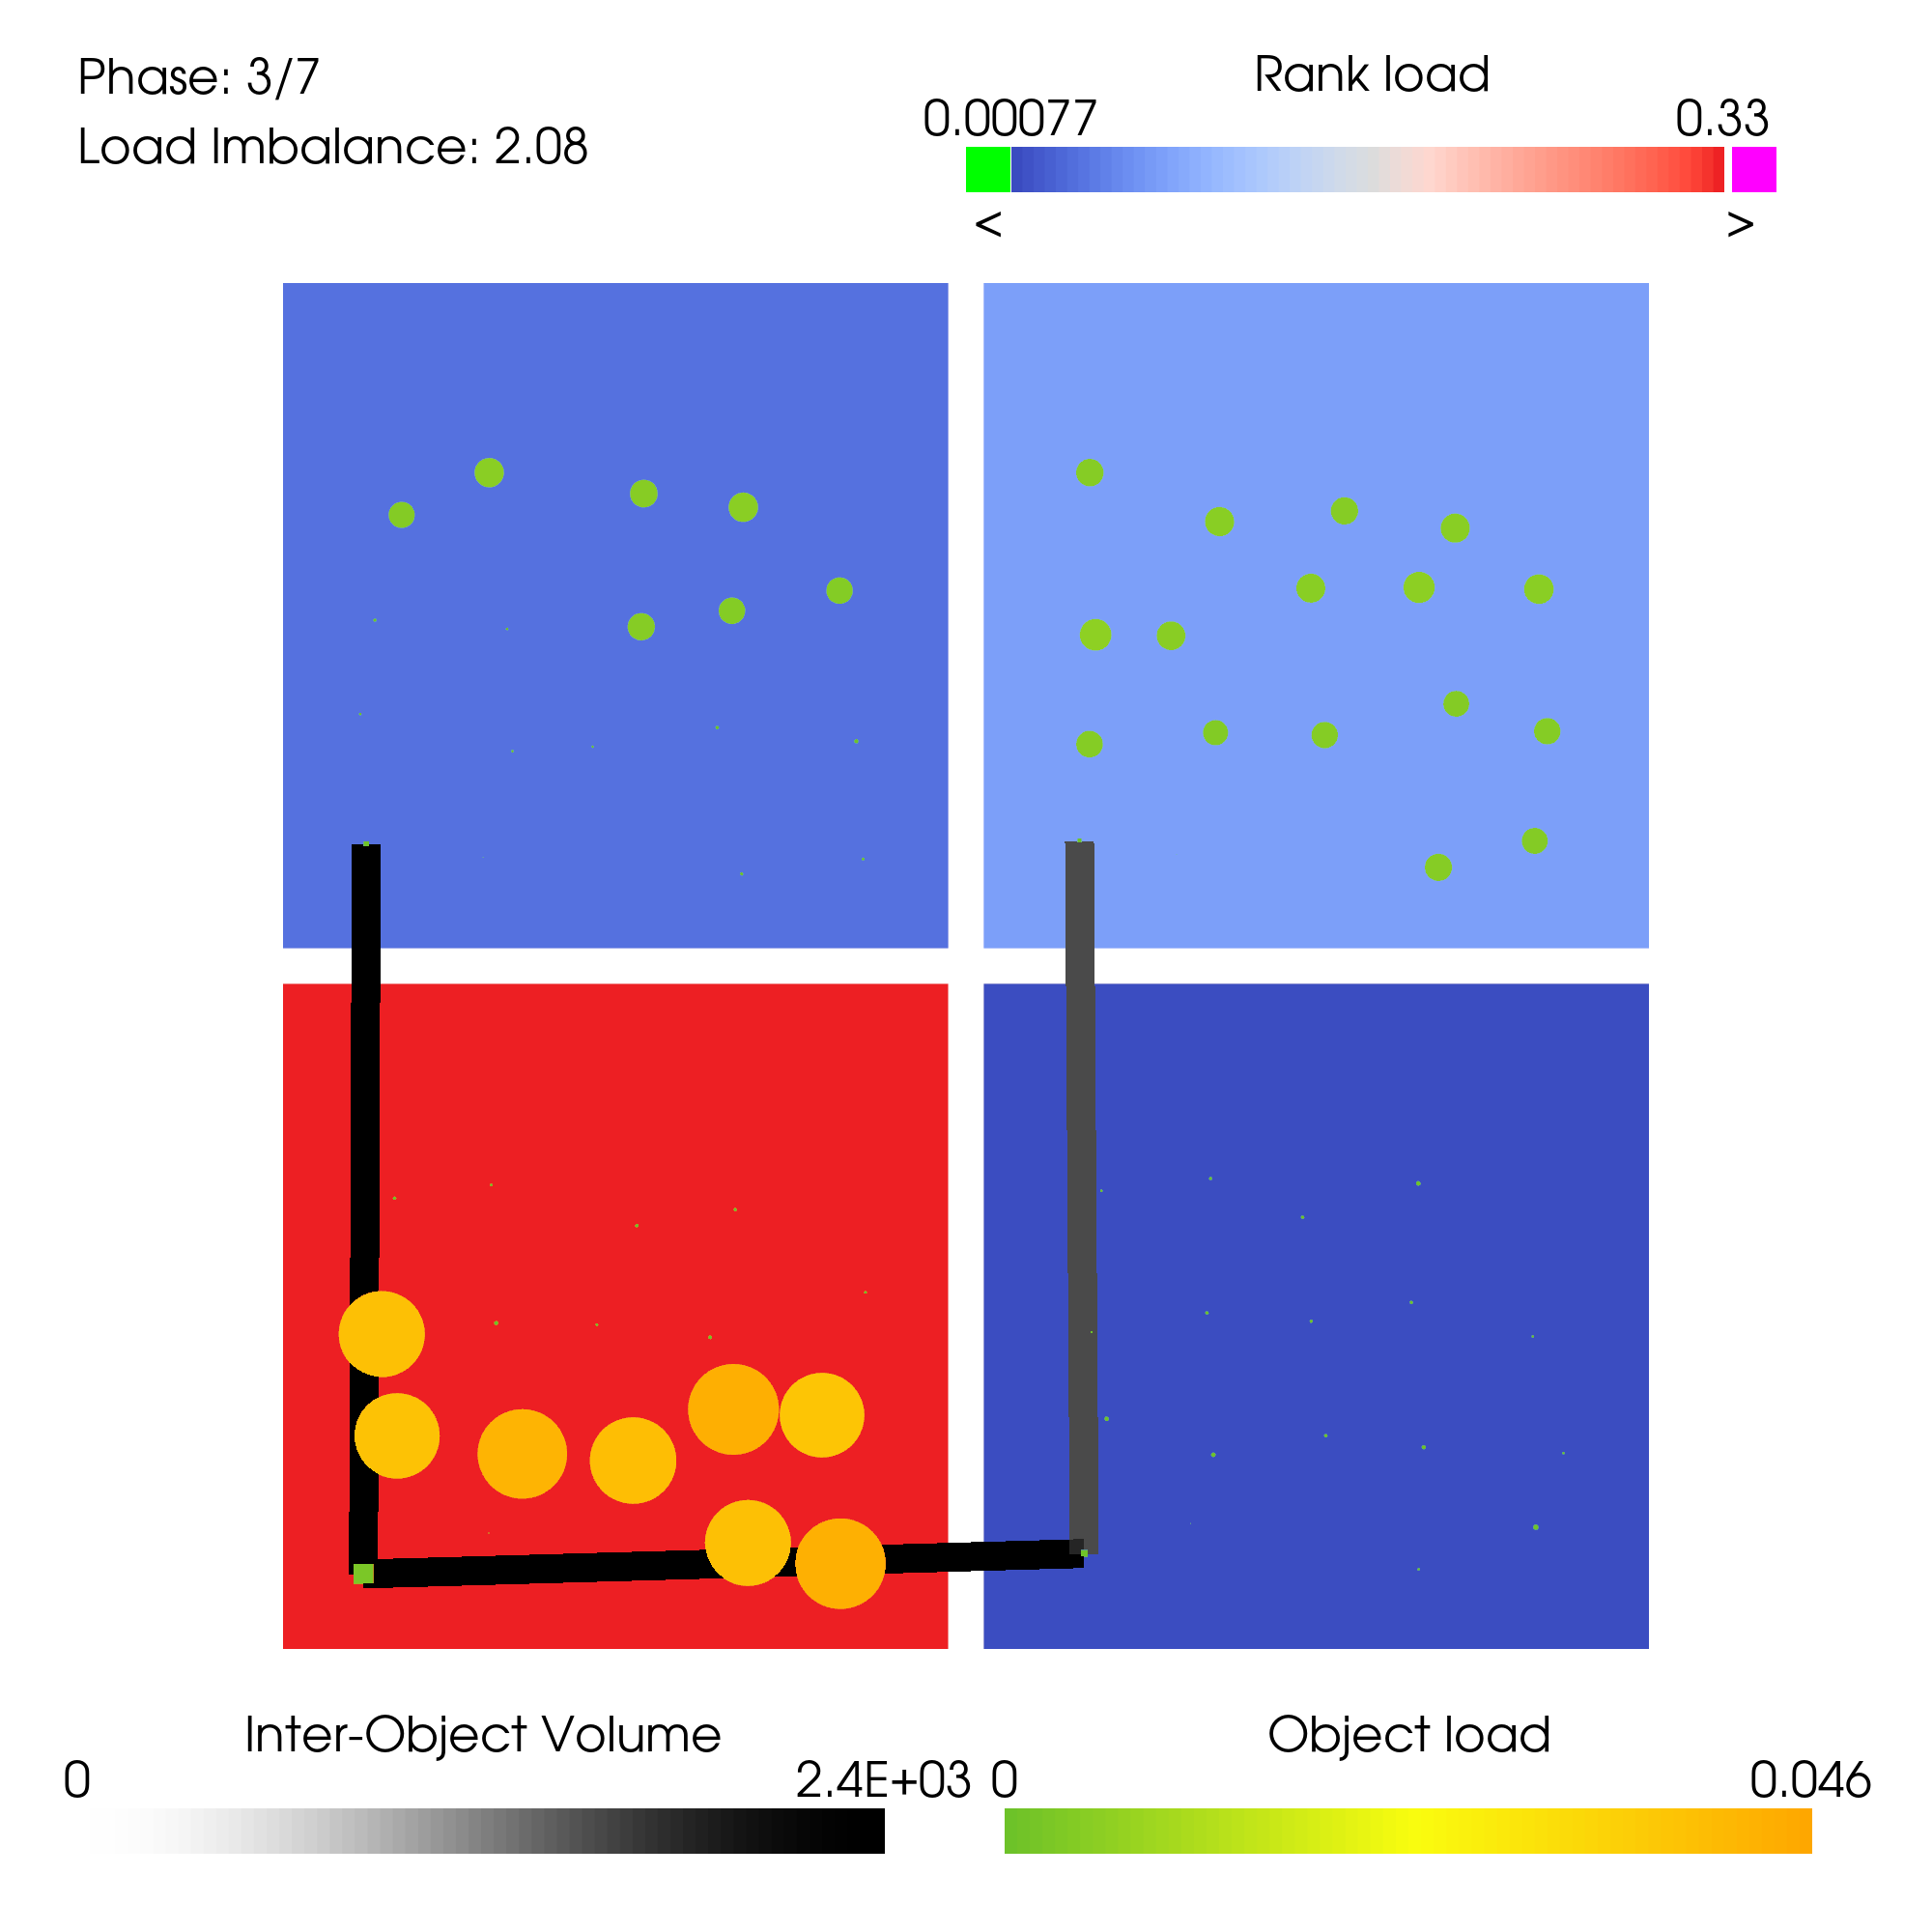 Phase: 3/7
Load Imbalance: 2.08
Rank load
0.00077 0.33
< >
Inter-Object Volume
0 2.4E+03
Object load
0 0.046